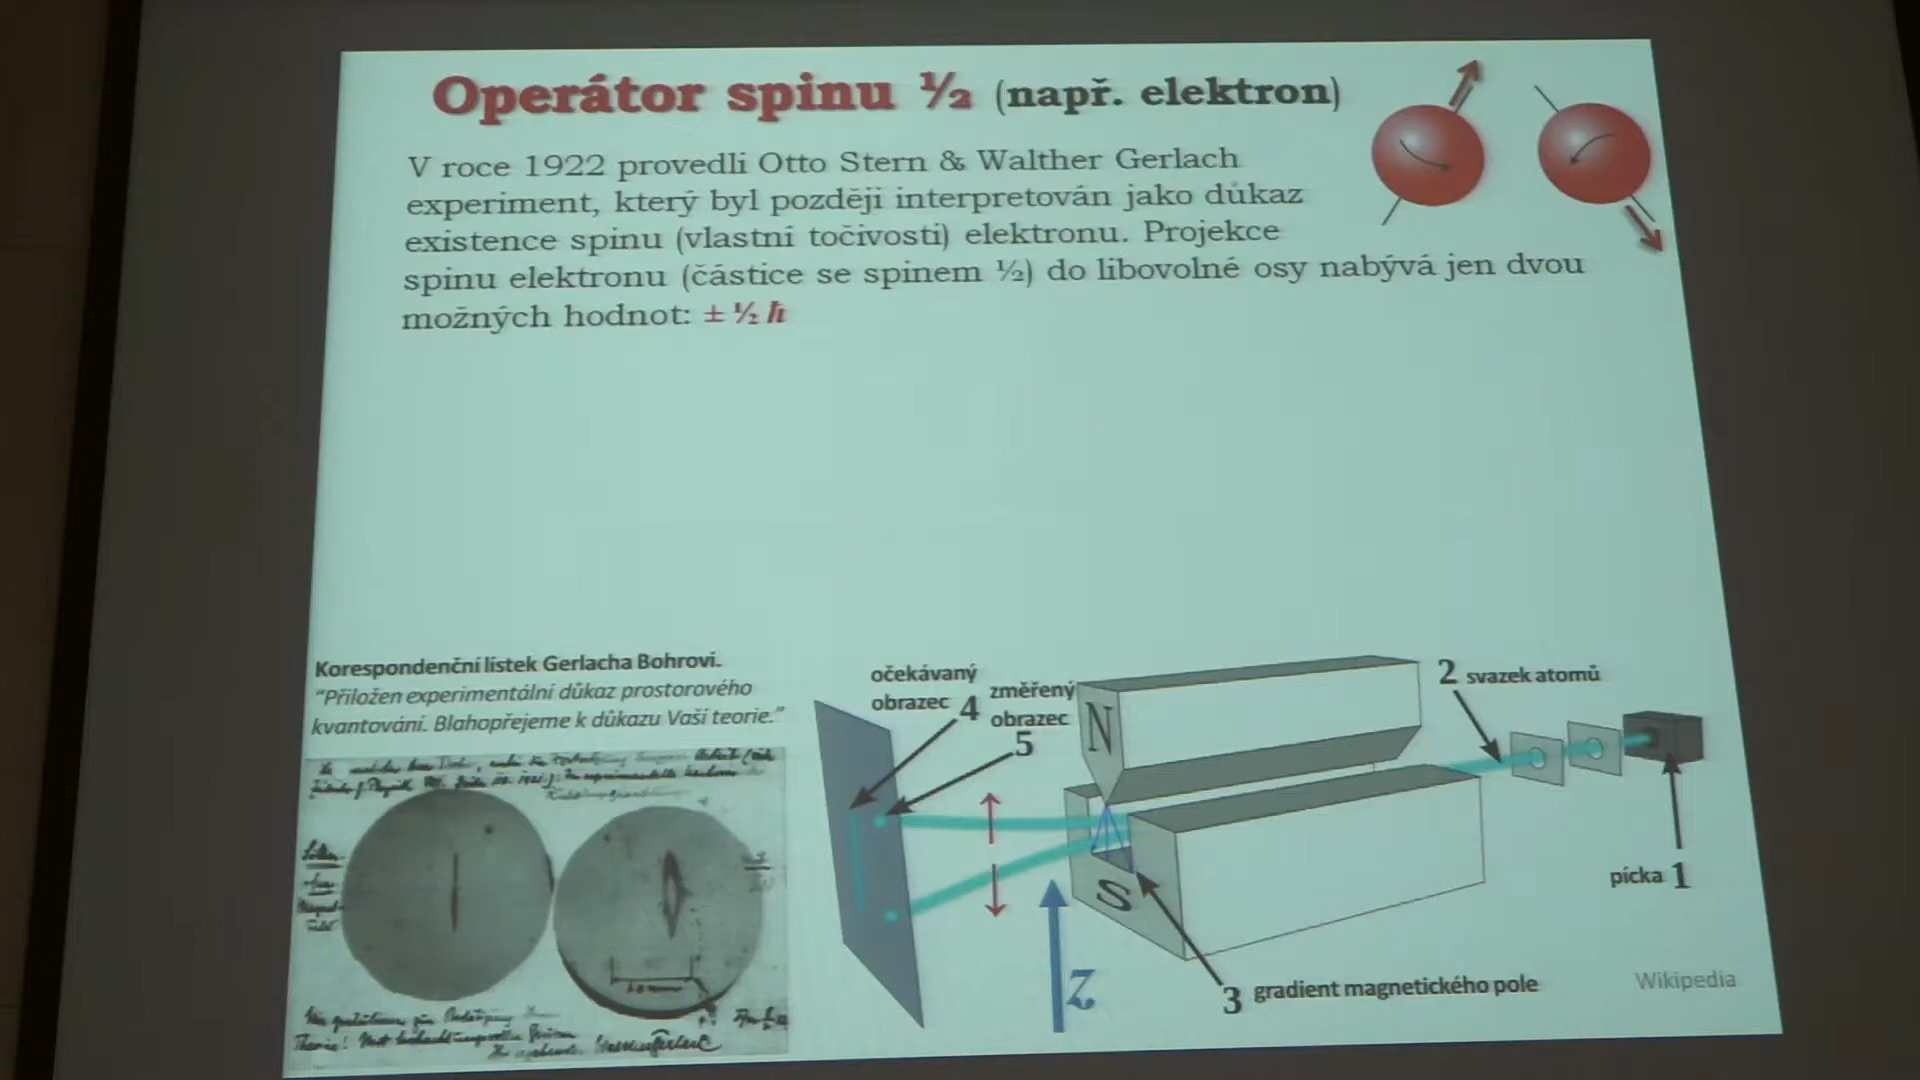 Operátor spinu ½ (např. elektron)
V roce 1922 provedli Otto Stern & Walther Gerlach
experiment, který byl později interpretován jako důkaz
existence spinu (vlastní točivosti) elektronu. Projekce
spinu elektronu (částice se spinem ½) do libovolné osy nabývá jen dvou
možných hodnot: ± ½ ħ
Korespondenční lístek Gerlacha Bohrovi.
“Přiložen experimentální důkaz prostorového
kvantování. Blahopřejeme k důkazu Vaší teorie.”
očekávaný
obrazec 4
změřený
obrazec
5
N
S
2 svazek atomů
pícka 1
z
3 gradient magnetického pole
Wikipedia